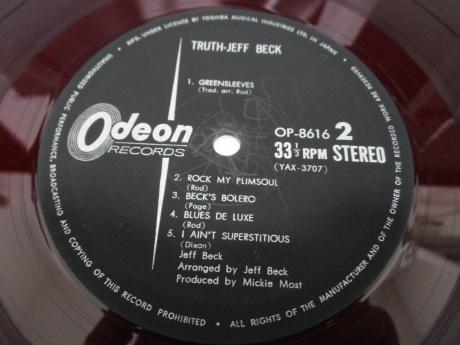 MFD. UNDER LICENCE BY TOSHIBA MUSICAL INDUSTRIES LTD. IN JAPAN
TRUTH-JEFF BECK
1. GREENSLEEVES
(Trad. arr. Rod)
Odeon
RECORDS
OP-8616 2
33 1/3 RPM STEREO
(YAX-3707)
2. ROCK MY PLIMSOUL
(Rod)
3. BECK'S BOLERO
(Page)
4. BLUES DE LUXE
(Rod)
5. I AIN'T SUPERSTITIOUS
(Dixon)
Jeff Beck
Arranged by Jeff Beck
Produced by Mickie Most
UNAUTHORISED PUBLIC PERFORMANCE, BROADCASTING AND COPYING OF THIS RECORD PROHIBITED • ALL RIGHTS OF THE MANUFACTURER AND OF THE OWNER OF THE RECORDED WORK ARE RESERVED